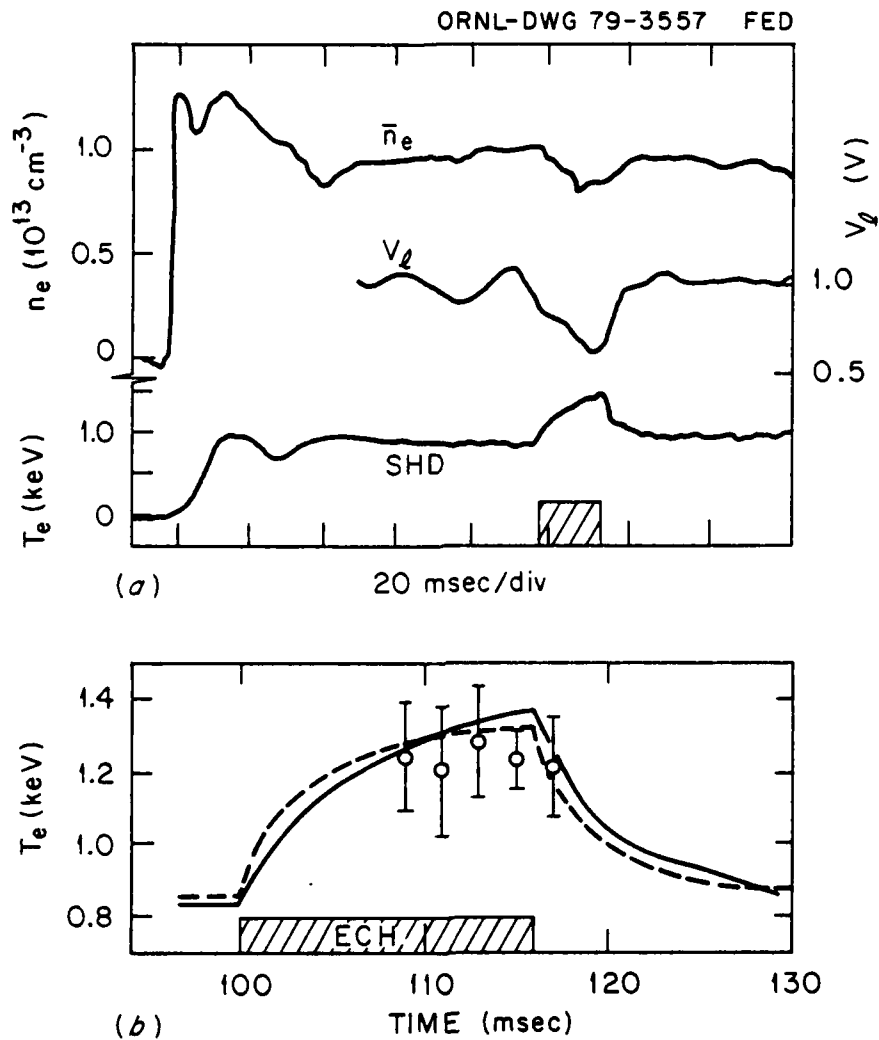 ORNL-DWG 79-3557 FED
n̄e
1.0
0.5
0
ne (10¹³ cm⁻³)
Vℓ
Vℓ (V)
1.0
0.5
1.0
0
Te (keV)
SHD
(a)
20 msec/div
1.4
1.2
1.0
0.8
Te (keV)
ECH
100
110
120
130
(b)
TIME (msec)